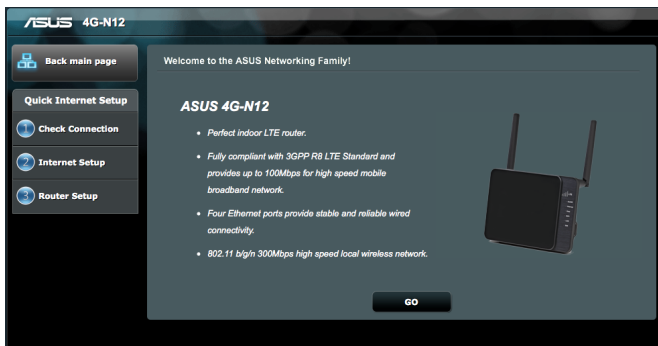 ASUS 4G-N12
Back main page
Quick Internet Setup
1 Check Connection
2 Internet Setup
3 Router Setup
Welcome to the ASUS Networking Family!
ASUS 4G-N12
• Perfect indoor LTE router.
• Fully compliant with 3GPP R8 LTE Standard and
provides up to 100Mbps for high speed mobile
broadband network.
• Four Ethernet ports provide stable and reliable wired
connectivity.
• 802.11 b/g/n 300Mbps high speed local wireless network.
GO